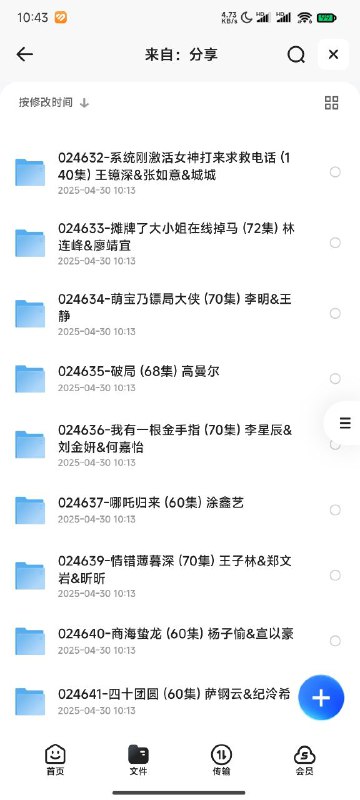 10:43
4.73 KB/s HD HD 99
来自：分享
按修改时间
024632-系统刚激活女神打来求救电话 (1
40集) 王镱深&张如意&城城
2025-04-30 10:13
024633-摊牌了大小姐在线掉马 (72集) 林
连峰&廖靖宜
2025-04-30 10:13
024634-萌宝乃镖局大侠 (70集) 李明&王
静
2025-04-30 10:13
024635-破局 (68集) 高曼尔
2025-04-30 10:13
024636-我有一根金手指 (70集) 李星辰&
刘金妍&何嘉怡
2025-04-30 10:13
024637-哪吒归来 (60集) 涂鑫艺
2025-04-30 10:13
024639-情错薄暮深 (70集) 王子林&郑文
岩&昕昕
2025-04-30 10:13
024640-商海蛰龙 (60集) 杨子愉&宣以豪
2025-04-30 10:13
024641-四十团圆 (60集) 萨钢云&纪泠希
2025-04-30 10:13
首页
文件
传输
会员